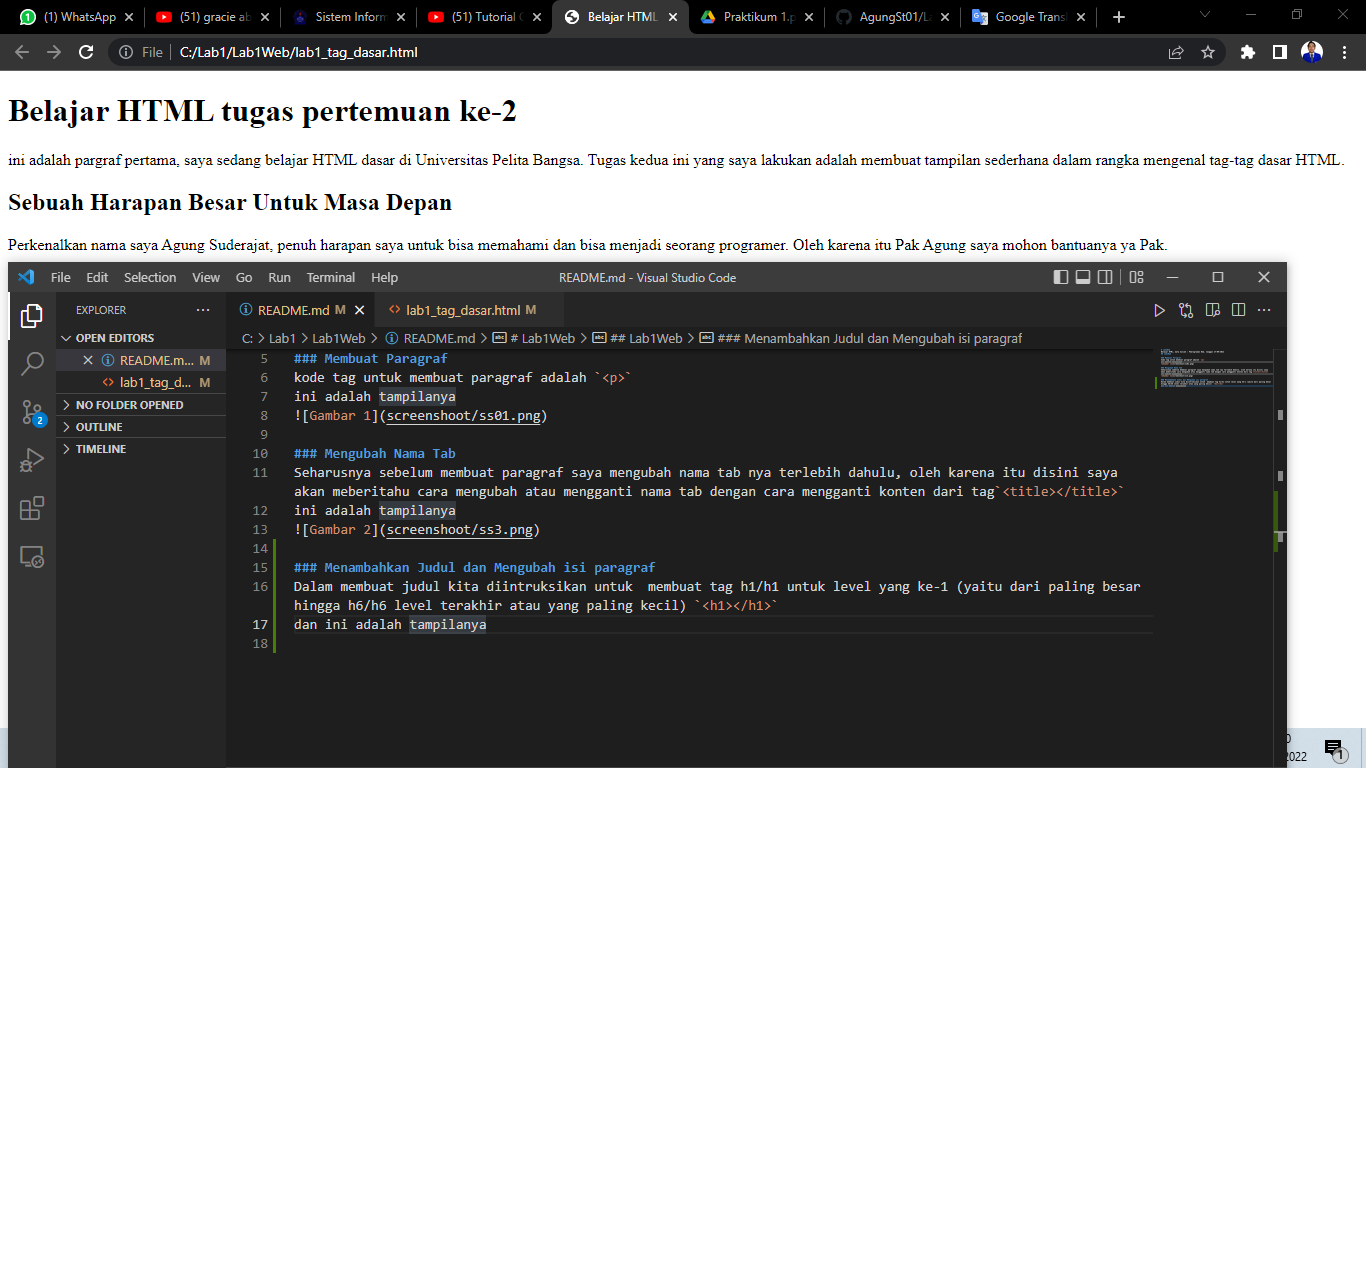 (1) WhatsApp
(51) gracie ab
Sistem Inform
(51) Tutorial
Belajar HTML
Praktikum 1.p
AgungSt01/L
Google Trans
File
C:/Lab1/Lab1Web/lab1_tag_dasar.html
Belajar HTML tugas pertemuan ke-2
ini adalah pargraf pertama, saya sedang belajar HTML dasar di Universitas Pelita Bangsa. Tugas kedua ini yang saya lakukan adalah membuat tampilan sederhana dalam rangka mengenal tag-tag dasar HTML.
Sebuah Harapan Besar Untuk Masa Depan
Perkenalkan nama saya Agung Suderajat, penuh harapan saya untuk bisa memahami dan bisa menjadi seorang programer. Oleh karena itu Pak Agung saya mohon bantuanya ya Pak.
File Edit Selection View Go Run Terminal Help
README.md - Visual Studio Code
EXPLORER
OPEN EDITORS
README.m... M
lab1_tag_d... M
NO FOLDER OPENED
OUTLINE
TIMELINE
2
README.md M
lab1_tag_dasar.html M
C: > Lab1 > Lab1Web > README.md > # Lab1Web > ## Lab1Web > ### Menambahkan Judul dan Mengubah isi paragraf
5 ### Membuat Paragraf
6 kode tag untuk membuat paragraf adalah `<p>`
7 ini adalah tampilanya
8 ![Gambar 1](screenshoot/ss01.png)
9
10 ### Mengubah Nama Tab
11 Seharusnya sebelum membuat paragraf saya mengubah nama tab nya terlebih dahulu, oleh karena itu disini saya
akan meberitahu cara mengubah atau mengganti nama tab dengan cara mengganti konten dari tag`<title></title>`
12 ini adalah tampilanya
13 ![Gambar 2](screenshoot/ss3.png)
14
15 ### Menambahkan Judul dan Mengubah isi paragraf
16 Dalam membuat judul kita diintruksikan untuk  membuat tag h1/h1 untuk level yang ke-1 (yaitu dari paling besar
hingga h6/h6 level terakhir atau yang paling kecil) `<h1></h1>`
17 dan ini adalah tampilanya
18
2022
1